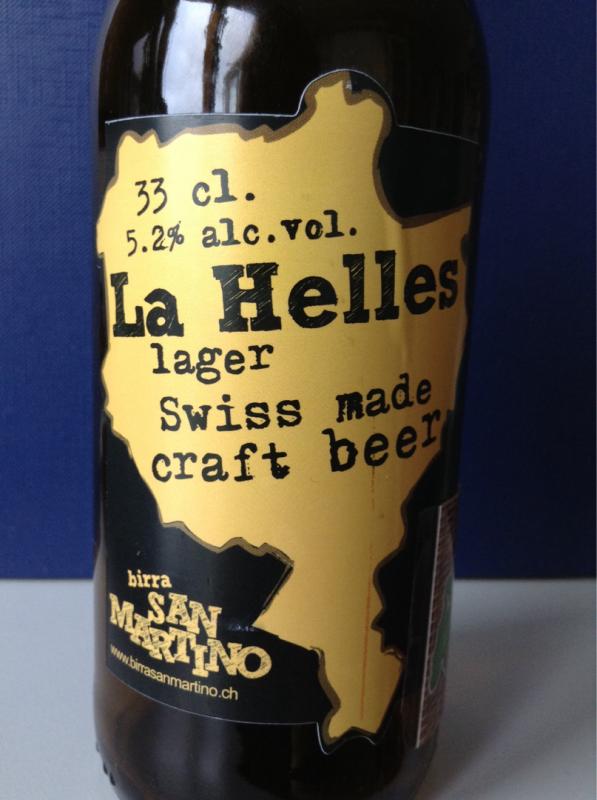 33 cl.
5.2% alc.vol.
La Helles
lager
Swiss made
craft beer
birra
SAN
MARTINO
www.birrasanmartino.ch